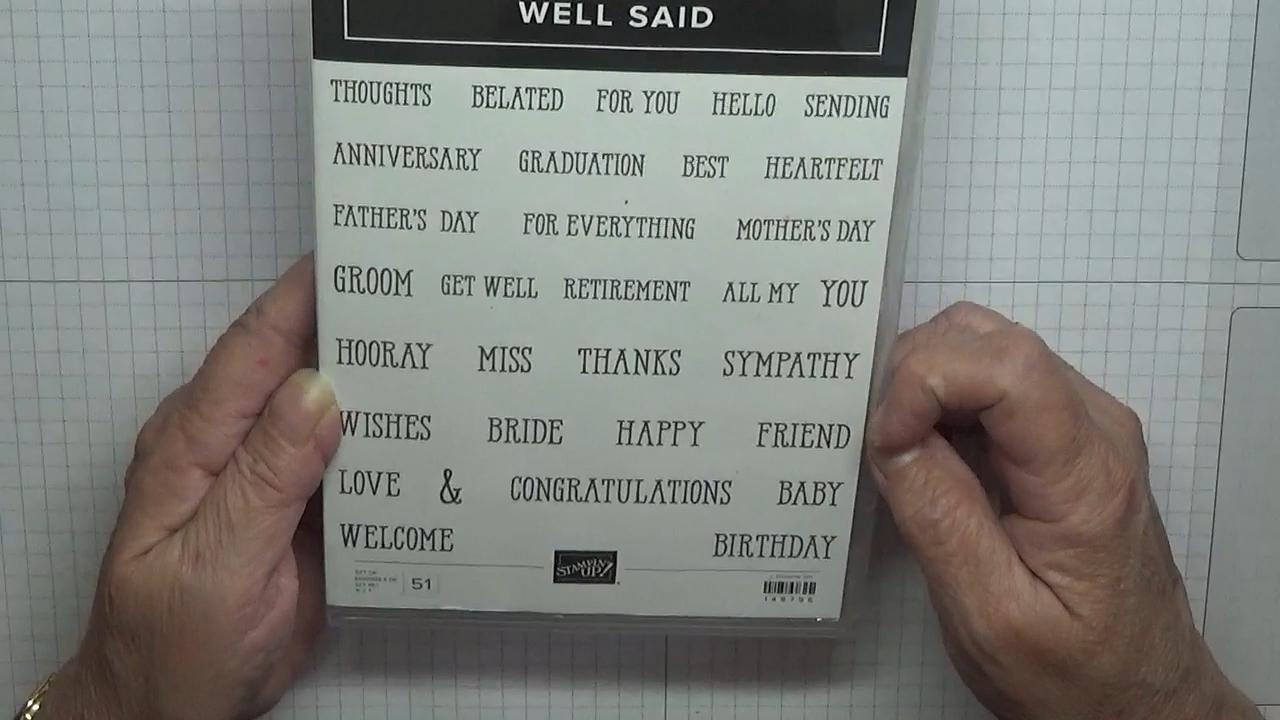 WELL SAID
THOUGHTS BELATED FOR YOU HELLO SENDING
ANNIVERSARY GRADUATION BEST HEARTFELT
FATHER'S DAY FOR EVERYTHING MOTHER'S DAY
GROOM GET WELL RETIREMENT ALL MY YOU
HOORAY MISS THANKS SYMPATHY
WISHES BRIDE HAPPY FRIEND
LOVE & CONGRATULATIONS BABY
WELCOME BIRTHDAY
STAMPIN' UP!
51